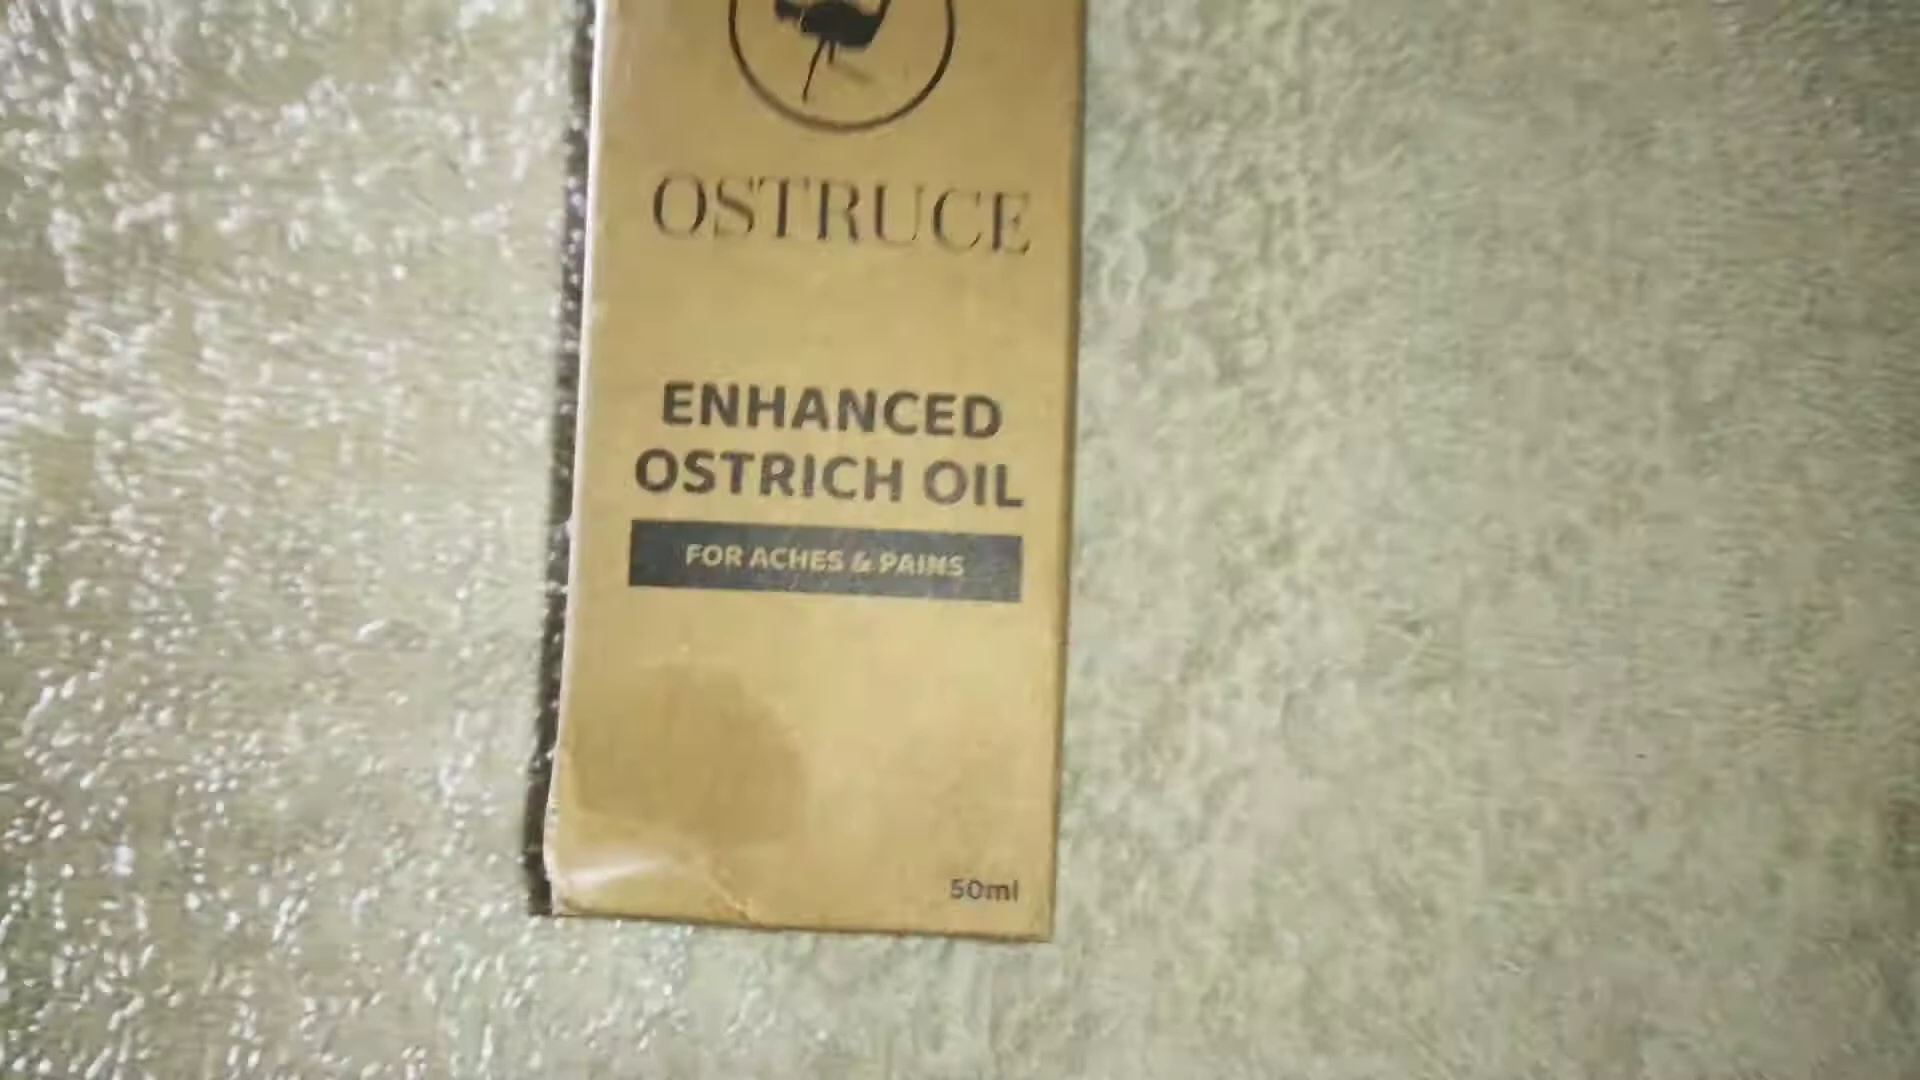 OSTRUCE
ENHANCED
OSTRICH OIL
FOR ACHES & PAINS
50ml